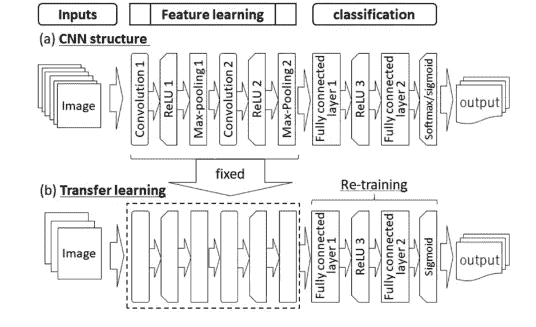 Inputs
Feature learning
classification
(a) CNN structure
Image
Convolution 1
ReLU 1
Max-pooling 1
Convolution 2
ReLU 2
Max-Pooling 2
Fully connected
layer 1
ReLU 3
Fully connected
layer 2
Softmax/sigmoid
output
fixed
(b) Transfer learning
Re-training
Image
Fully connected
layer 1
ReLU 3
Fully connected
layer 2
Sigmoid
output